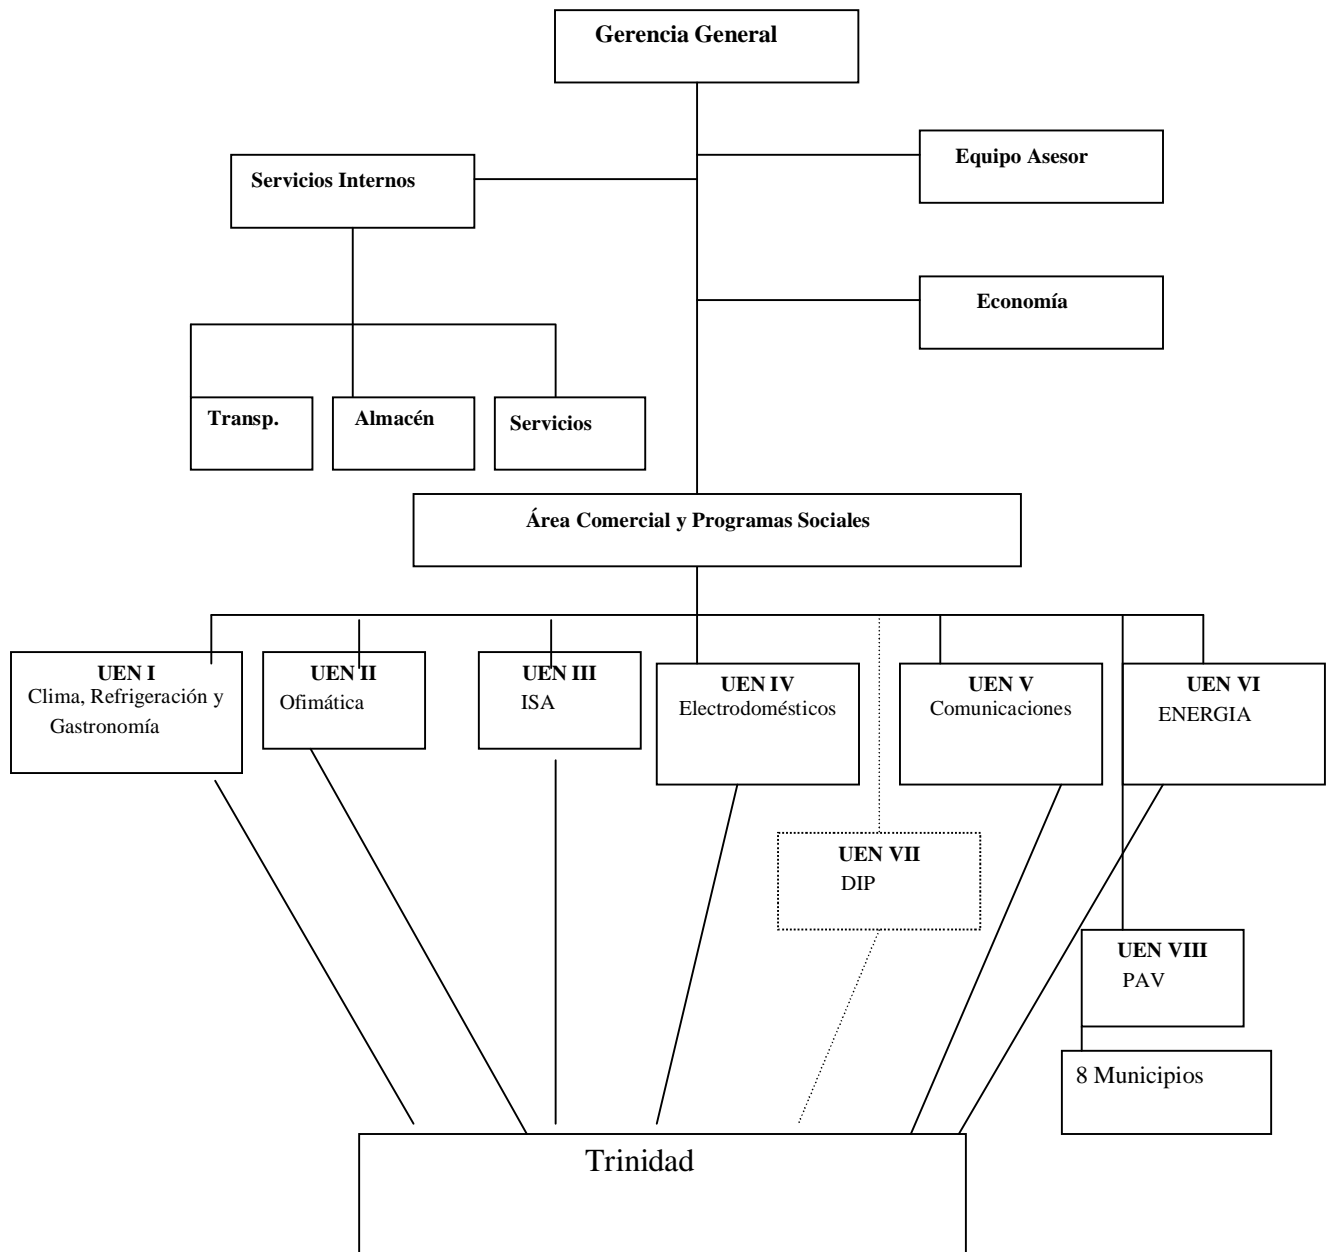 Gerencia General
Equipo Asesor
Servicios Internos
Economía
Transp.
Almacén
Servicios
Área Comercial y Programas Sociales
UEN I
Clima, Refrigeración y
Gastronomía
UEN II
Ofimática
UEN III
ISA
UEN IV
Electrodomésticos
UEN V
Comunicaciones
UEN VI
ENERGIA
UEN VII
DIP
UEN VIII
PAV
8 Municipios
Trinidad